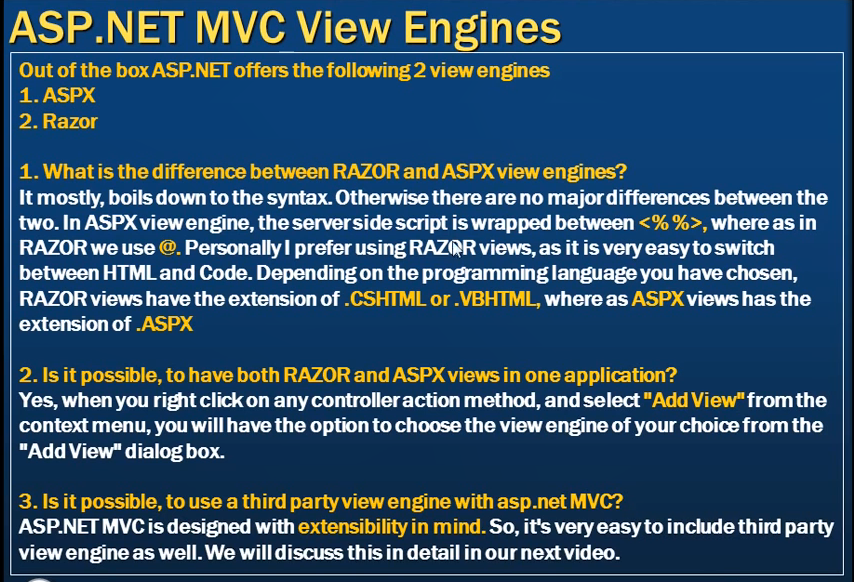 ASP.NET MVC View Engines
Out of the box ASP.NET offers the following 2 view engines
1. ASPX
2. Razor
1. What is the difference between RAZOR and ASPX view engines?
It mostly, boils down to the syntax. Otherwise there are no major differences between the
two. In ASPX view engine, the server side script is wrapped between <% %>, where as in
RAZOR we use @. Personally I prefer using RAZOR views, as it is very easy to switch
between HTML and Code. Depending on the programming language you have chosen,
RAZOR views have the extension of .CSHTML or .VBHTML, where as ASPX views has the
extension of .ASPX
2. Is it possible, to have both RAZOR and ASPX views in one application?
Yes, when you right click on any controller action method, and select "Add View" from the
context menu, you will have the option to choose the view engine of your choice from the
"Add View" dialog box.
3. Is it possible, to use a third party view engine with asp.net MVC?
ASP.NET MVC is designed with extensibility in mind. So, it's very easy to include third party
view engine as well. We will discuss this in detail in our next video.